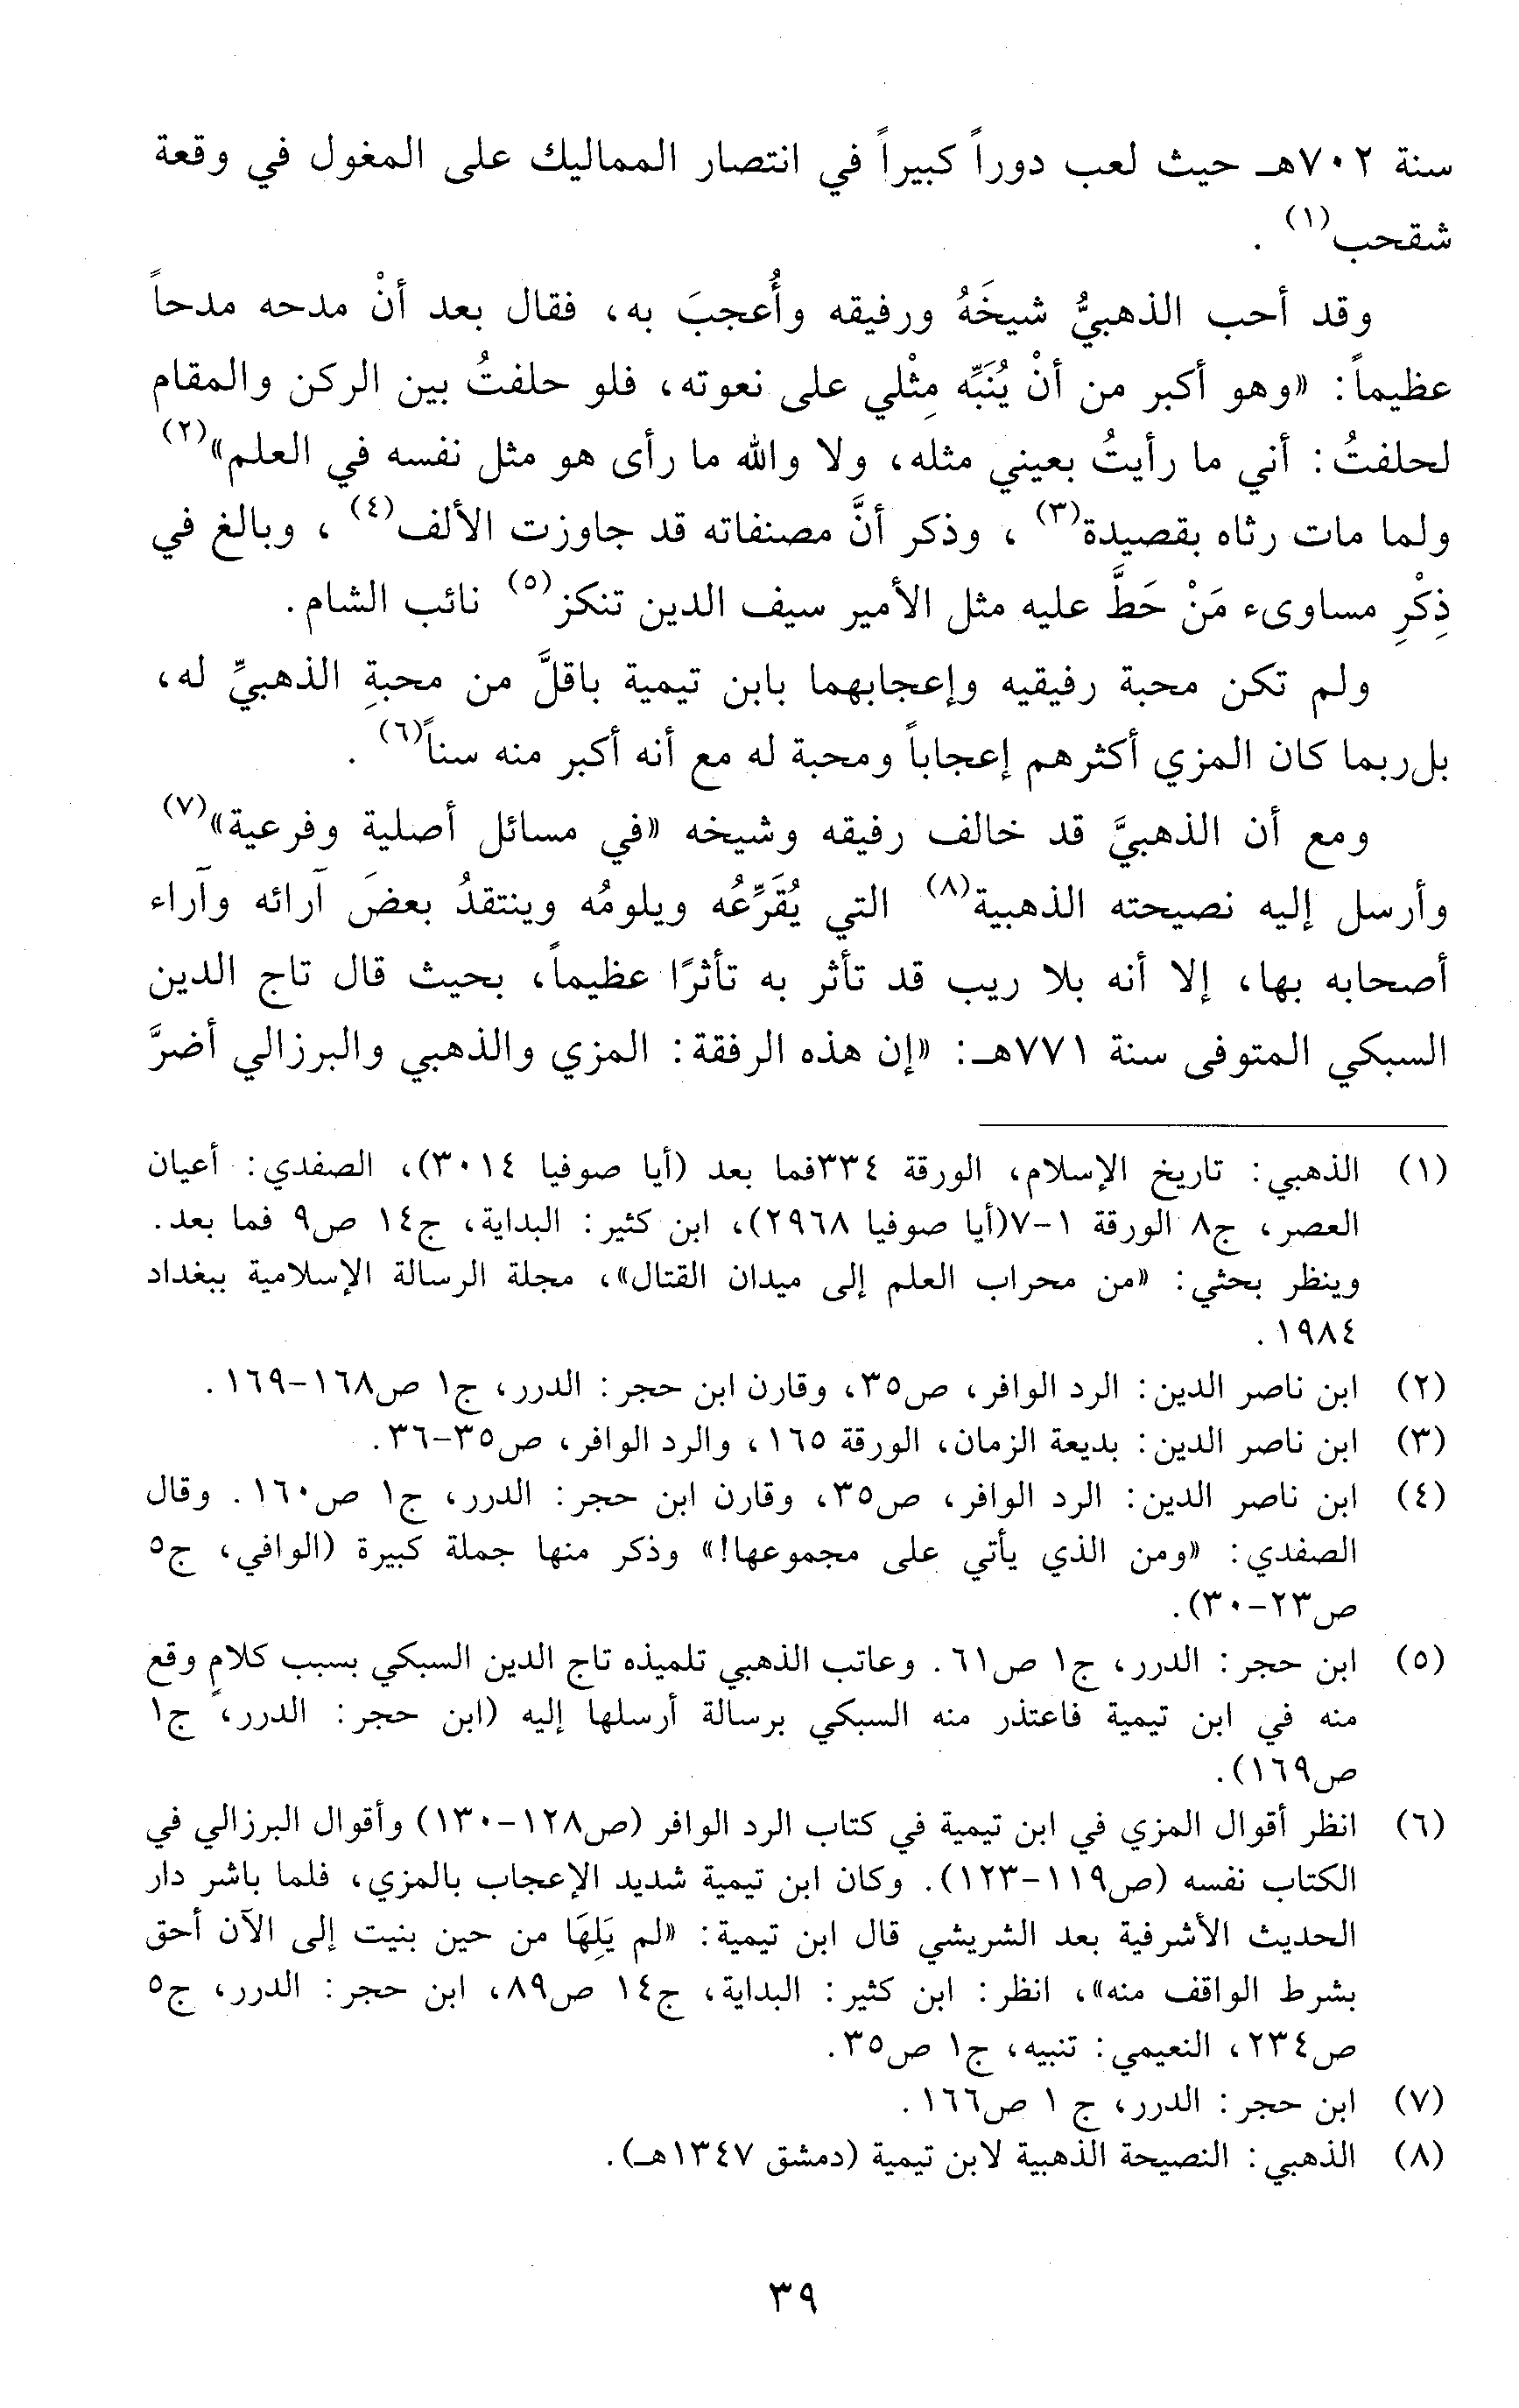 سنة ٧٠٢هـ حيث لعب دوراً كبيراً في انتصار المماليك على المغول في وقعة
شقحب(١) .
وقد أحب الذهبيُّ شيخَهُ ورفيقه وأُعجبَ به، فقال بعد أنْ مدحه مدحاً
عظيماً: «وهو أكبر من أنْ يُنَبِّه مِثْلي على نعوته، فلو حلفتُ بين الركن والمقام
لحلفتُ: أني ما رأيتُ بعيني مثله، ولا والله ما رأى هو مثل نفسه في العلم»(٢)
ولما مات رثاه بقصيدة(٣) ، وذكر أنَّ مصنفاته قد جاوزت الألف(٤) ، وبالغ في
ذِكْرِ مساوىء مَنْ حَطَّ عليه مثل الأمير سيف الدين تنكز(٥) نائب الشام.
ولم تكن محبة رفيقيه وإعجابهما بابن تيمية باقلَّ من محبةِ الذهبيِّ له،
بل ربما كان المزي أكثرهم إعجاباً ومحبة له مع أنه أكبر منه سناً(٦) .
ومع أن الذهبيَّ قد خالف رفيقه وشيخه «في مسائل أصلية وفرعية»(٧)
وأرسل إليه نصيحته الذهبية(٨) التي يُقَرِّعُه ويلومُه وينتقدُ بعضَ آرائه وآراء
أصحابه بها، إلا أنه بلا ريب قد تأثر به تأثرًا عظيماً، بحيث قال تاج الدين
السبكي المتوفى سنة ٧٧١هـ: «إن هذه الرفقة: المزي والذهبي والبرزالي أضرَّ
(١) الذهبي: تاريخ الإسلام، الورقة ٣٣٤فما بعد (أيا صوفيا ٣٠١٤)، الصفدي: أعيان
العصر، ج٨ الورقة ١-٧(أيا صوفيا ٢٩٦٨)، ابن كثير: البداية، ج١٤ ص٩ فما بعد.
وينظر بحثي: «من محراب العلم إلى ميدان القتال»، مجلة الرسالة الإسلامية ببغداد
١٩٨٤ .
(٢) ابن ناصر الدين: الرد الوافر، ص٣٥، وقارن ابن حجر: الدرر، ج١ ص١٦٨-١٦٩ .
(٣) ابن ناصر الدين: بديعة الزمان، الورقة ١٦٥، والرد الوافر، ص٣٥-٣٦.
(٤) ابن ناصر الدين: الرد الوافر، ص٣٥، وقارن ابن حجر: الدرر، ج١ ص١٦٠. وقال
الصفدي: «ومن الذي يأتي على مجموعها!» وذكر منها جملة كبيرة (الوافي، ج٥
ص٢٣-٣٠).
(٥) ابن حجر: الدرر، ج١ ص٦١. وعاتب الذهبي تلميذه تاج الدين السبكي بسبب كلامٍ وقع
منه في ابن تيمية فاعتذر منه السبكي برسالة أرسلها إليه (ابن حجر: الدرر، ج١
ص١٦٩).
(٦) انظر أقوال المزي في ابن تيمية في كتاب الرد الوافر (ص١٢٨-١٣٠) وأقوال البرزالي في
الكتاب نفسه (ص١١٩-١٢٣). وكان ابن تيمية شديد الإعجاب بالمزي، فلما باشر دار
الحديث الأشرفية بعد الشريشي قال ابن تيمية: «لم يَلِهَا من حين بنيت إلى الآن أحق
بشرط الواقف منه»، انظر: ابن كثير: البداية، ج١٤ ص٨٩، ابن حجر: الدرر، ج٥
ص٢٣٤، النعيمي: تنبيه، ج١ ص٣٥.
(٧) ابن حجر: الدرر، ج ١ ص١٦٦ .
(٨) الذهبي: النصيحة الذهبية لابن تيمية (دمشق ١٣٤٧هـ).
٣٩